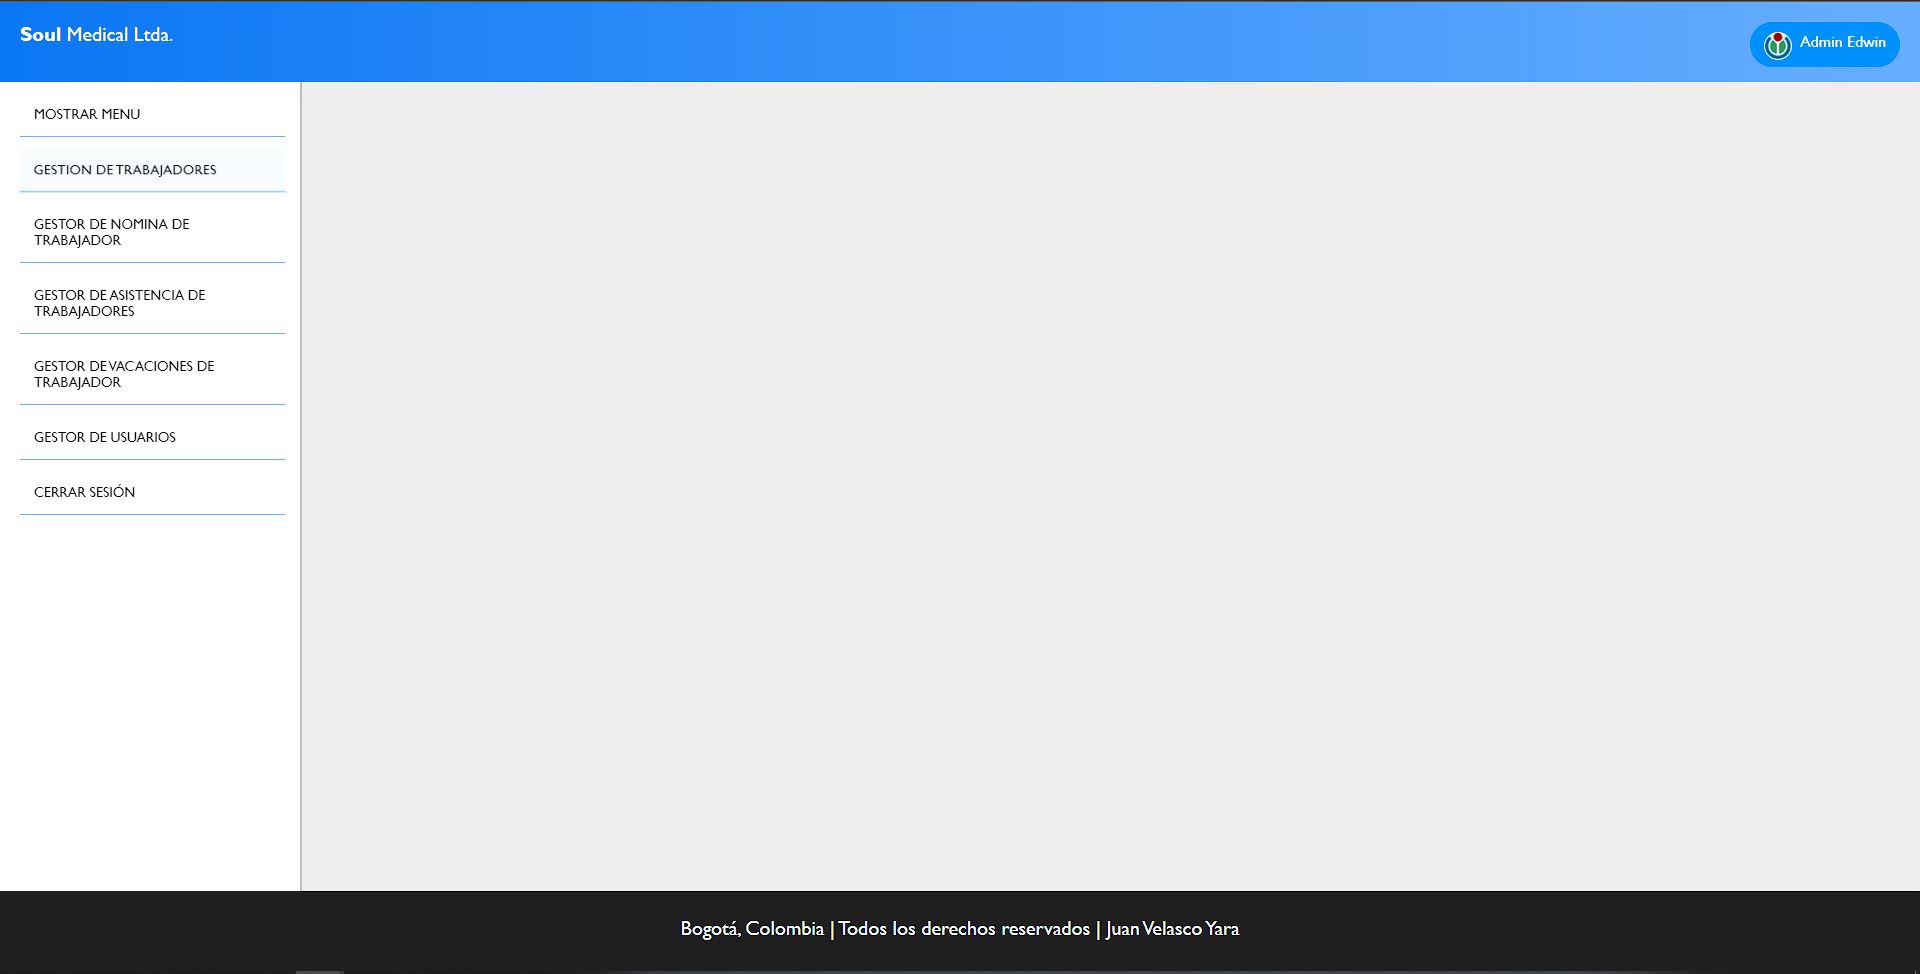 Soul Medical Ltda.
Admin Edwin
MOSTRAR MENU
GESTION DE TRABAJADORES
GESTOR DE NOMINA DE
TRABAJADOR
GESTOR DE ASISTENCIA DE
TRABAJADORES
GESTOR DE VACACIONES DE
TRABAJADOR
GESTOR DE USUARIOS
CERRAR SESIÓN
Bogotá, Colombia | Todos los derechos reservados | Juan Velasco Yara